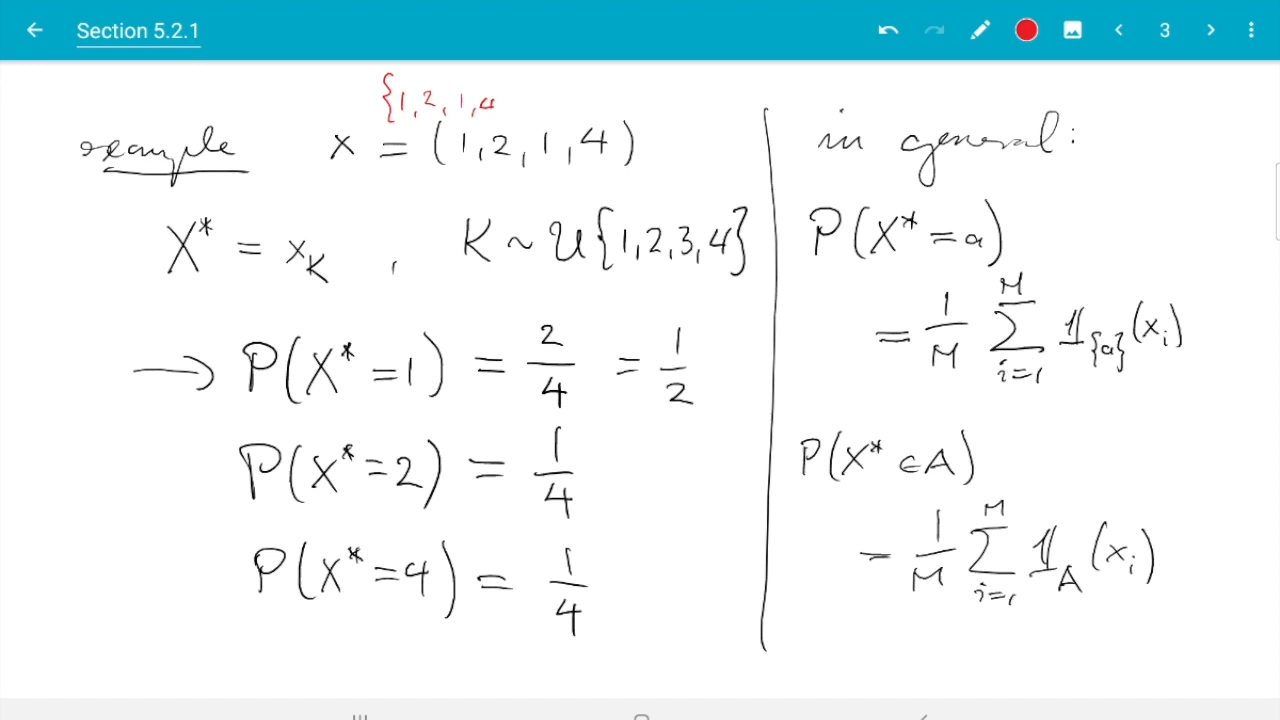 Section 5.2.1
3
{1,2,1,4
example x = (1,2,1,4)
X* = x_K , K ~ U{1,2,3,4}
→ P(X* = 1) = 2/4 = 1/2
P(X* = 2) = 1/4
P(X* = 4) = 1/4
in general:
P(X* = a)
= 1/M ∑_{i=1}^{M} 𝟙_{{a}}(x_i)
P(X* ∈ A)
= 1/M ∑_{i=1}^{M} 𝟙_A(x_i)